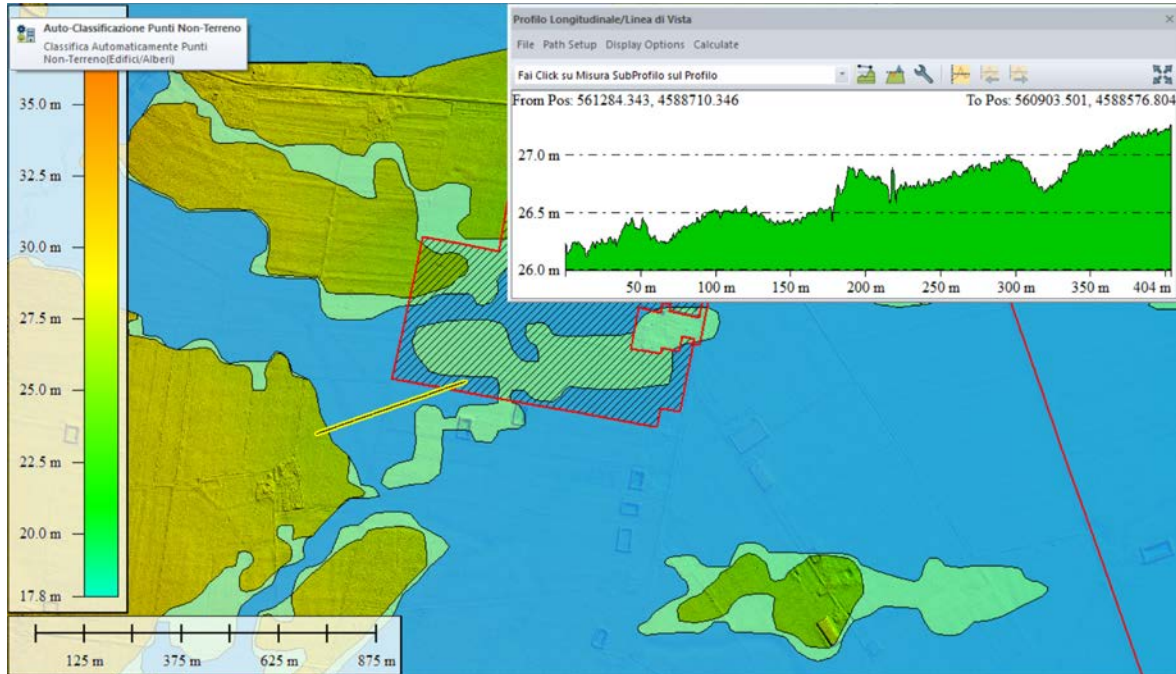 Auto-Classificazione Punti Non-Terreno
Classifica Automaticamente Punti
Non-Terreno(Edifici/Alberi)
35.0 m
32.5 m
30.0 m
27.5 m
25.0 m
22.5 m
20.0 m
17.8 m
125 m 375 m 625 m 875 m
Profilo Longitudinale/Linea di Vista
File Path Setup Display Options Calculate
Fai Click su Misura SubProfilo sul Profilo
From Pos: 561284.343, 4588710.346 To Pos: 560903.501, 4588576.804
27.0 m
26.5 m
26.0 m
50 m 100 m 150 m 200 m 250 m 300 m 350 m 404 m